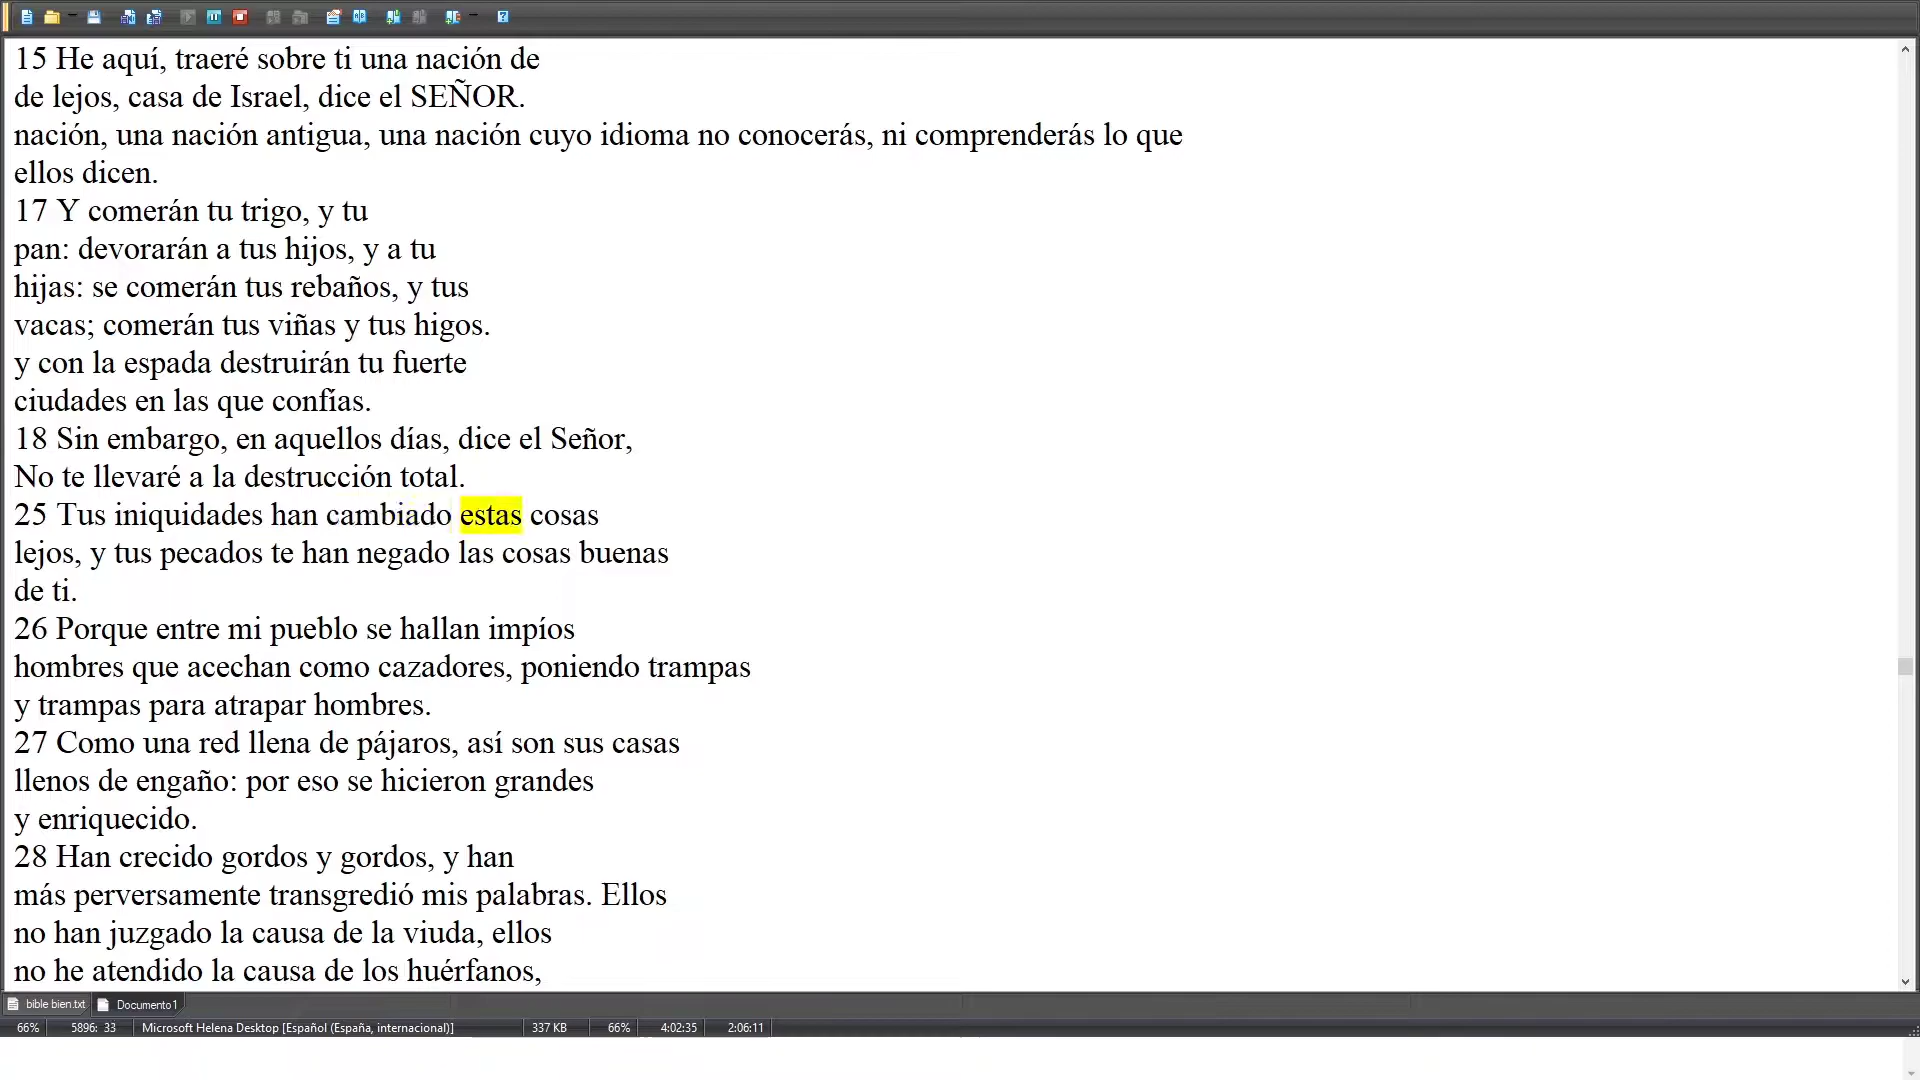 15 He aquí, traeré sobre ti una nación de
de lejos, casa de Israel, dice el SEÑOR.
nación, una nación antigua, una nación cuyo idioma no conocerás, ni comprenderás lo que
ellos dicen.
17 Y comerán tu trigo, y tu
pan: devorarán a tus hijos, y a tu
hijas: se comerán tus rebaños, y tus
vacas; comerán tus viñas y tus higos.
y con la espada destruirán tu fuerte
ciudades en las que confías.
18 Sin embargo, en aquellos días, dice el Señor,
No te llevaré a la destrucción total.
25 Tus iniquidades han cambiado estas cosas
lejos, y tus pecados te han negado las cosas buenas
de ti.
26 Porque entre mi pueblo se hallan impíos
hombres que acechan como cazadores, poniendo trampas
y trampas para atrapar hombres.
27 Como una red llena de pájaros, así son sus casas
llenos de engaño: por eso se hicieron grandes
y enriquecido.
28 Han crecido gordos y gordos, y han
más perversamente transgredió mis palabras. Ellos
no han juzgado la causa de la viuda, ellos
no he atendido la causa de los huérfanos,
bible bien.txt Documento1
66% 5896: 33 Microsoft Helena Desktop [Español (España, internacional)] 337 KB 66% 4:02:35 2:06:11